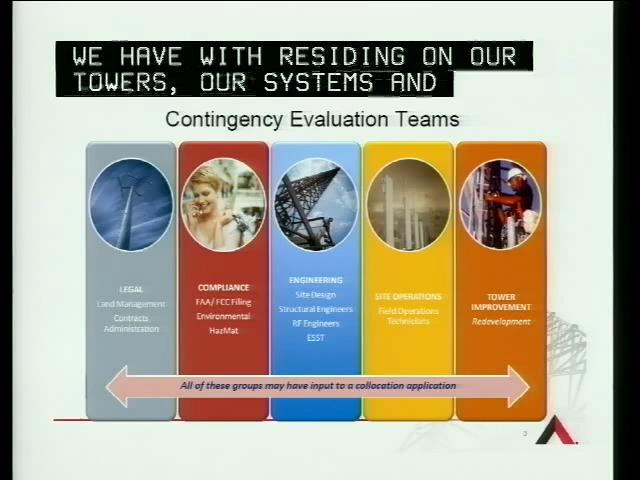 WE HAVE WITH RESIDING ON OUR
TOWERS, OUR SYSTEMS AND
Contingency Evaluation Teams
LEGAL
Land Management
Contracts
Administration
COMPLIANCE
FAA/ FCC Filing
Environmental
HazMat
ENGINEERING
Site Design
Structural Engineers
RF Engineers
ESST
SITE OPERATIONS
Field Operations
Technicians
TOWER
IMPROVEMENT
Redevelopment
All of these groups may have input to a collocation application
3